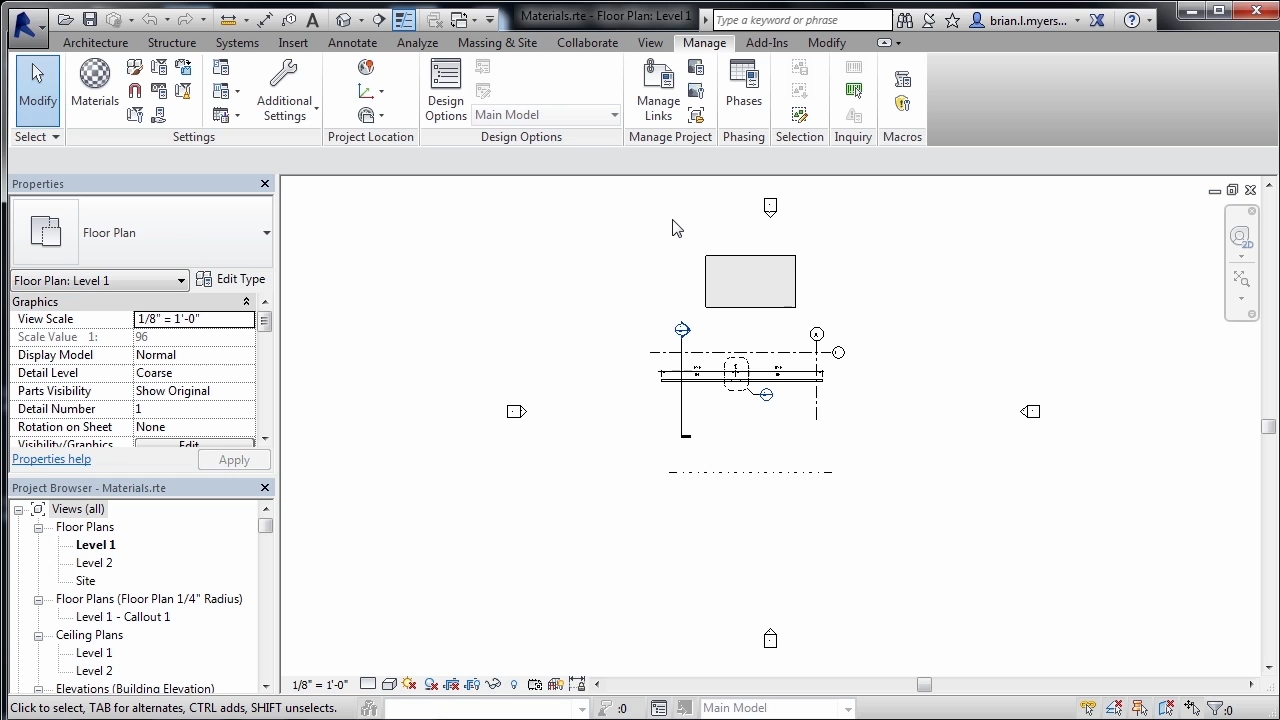 Materials.rte - Floor Plan: Level 1
Type a keyword or phrase
brian.l.myers...
Architecture Structure Systems Insert Annotate Analyze Massing & Site Collaborate View Manage Add-Ins Modify
Modify
Materials
Additional Settings
Design Options
Main Model
Manage Links
Phases
Select Settings Project Location Design Options Manage Project Phasing Selection Inquiry Macros
Properties
Floor Plan
Floor Plan: Level 1
Edit Type
Graphics
View Scale 1/8" = 1'-0"
Scale Value 1: 96
Display Model Normal
Detail Level Coarse
Parts Visibility Show Original
Detail Number 1
Rotation on Sheet None
Visibility/Graphics Edit...
Properties help
Apply
Project Browser - Materials.rte
Views (all)
Floor Plans
Level 1
Level 2
Site
Floor Plans (Floor Plan 1/4" Radius)
Level 1 - Callout 1
Ceiling Plans
Level 1
Level 2
Elevations (Building Elevation)
2D
1/8" = 1'-0"
Click to select, TAB for alternates, CTRL adds, SHIFT unselects.
:0
Main Model
:0